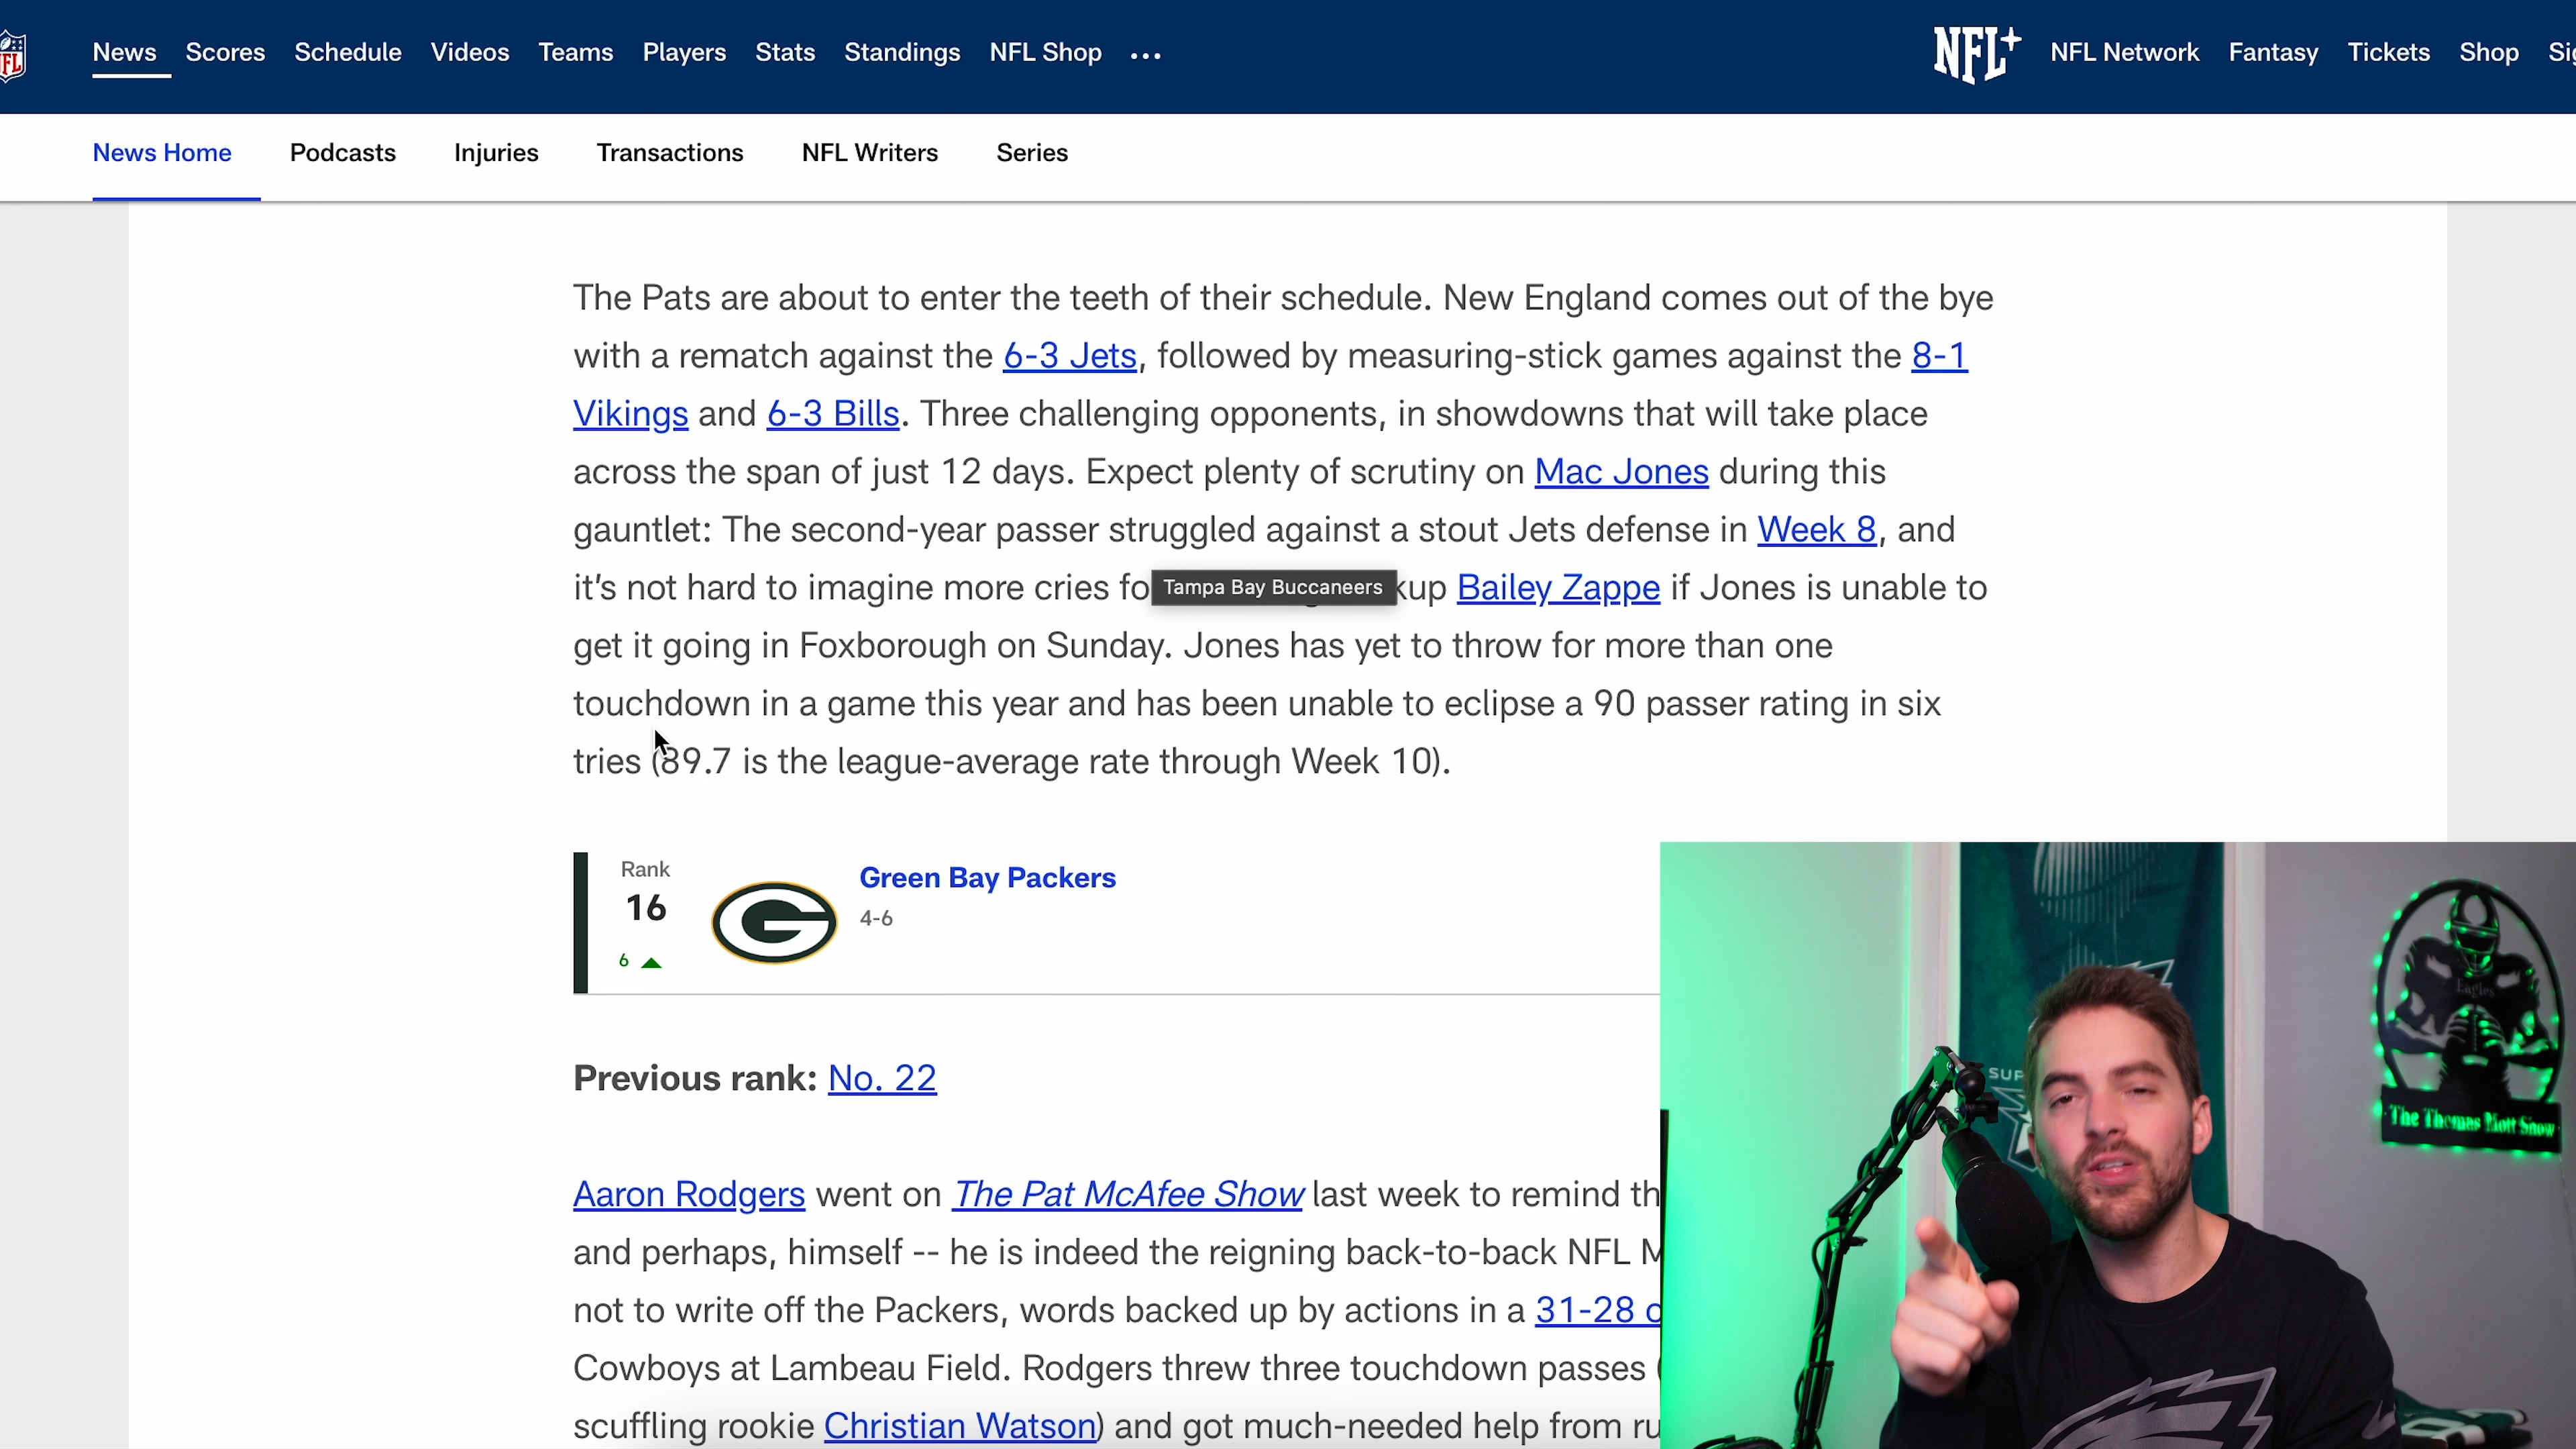 News Scores Schedule Videos Teams Players Stats Standings NFL Shop ... NFL+ NFL Network Fantasy Tickets Shop
News Home Podcasts Injuries Transactions NFL Writers Series
The Pats are about to enter the teeth of their schedule. New England comes out of the bye
with a rematch against the 6-3 Jets, followed by measuring-stick games against the 8-1
Vikings and 6-3 Bills. Three challenging opponents, in showdowns that will take place
across the span of just 12 days. Expect plenty of scrutiny on Mac Jones during this
gauntlet: The second-year passer struggled against a stout Jets defense in Week 8, and
it's not hard to imagine more cries fo Tampa Bay Buccaneers kup Bailey Zappe if Jones is unable to
get it going in Foxborough on Sunday. Jones has yet to throw for more than one
touchdown in a game this year and has been unable to eclipse a 90 passer rating in six
tries (89.7 is the league-average rate through Week 10).
Rank
16
6
Green Bay Packers
4-6
Previous rank: No. 22
Aaron Rodgers went on The Pat McAfee Show last week to remind th
and perhaps, himself -- he is indeed the reigning back-to-back NFL M
not to write off the Packers, words backed up by actions in a 31-28 o
Cowboys at Lambeau Field. Rodgers threw three touchdown passes (
scuffling rookie Christian Watson) and got much-needed help from ru
SUP
Eagles
The Thomas Mott Show